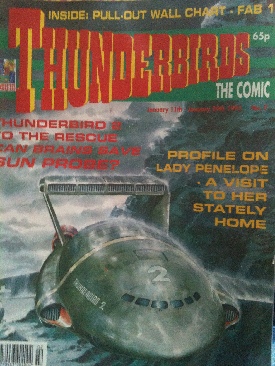 INSIDE: PULL-OUT WALL CHART - FAB 1
THUNDERBIRDS
65p
THE COMIC
THUNDERBIRD
TO THE RESCUE
CAN BRAINS SAVE
SUN PROBE?
PROFILE ON
LADY PENELOPE
- A VISIT
TO HER
STATELY
HOME
2
THUNDERBIRD 2